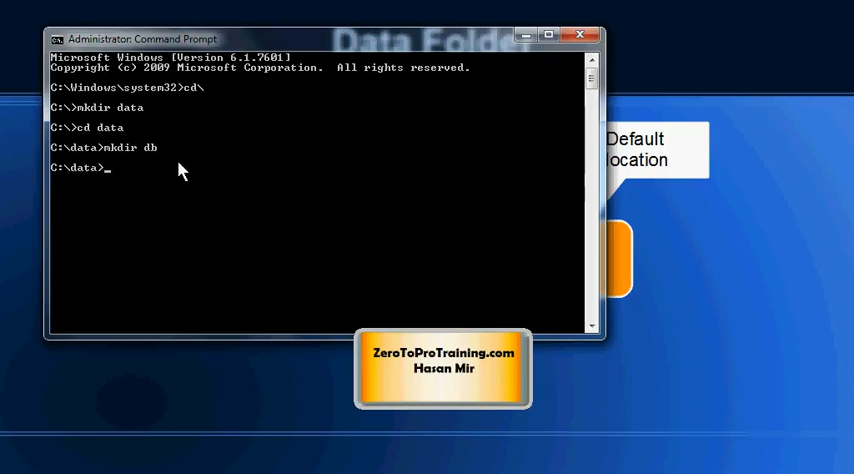 Data Folder
Administrator: Command Prompt
Microsoft Windows [Version 6.1.7601]
Copyright (c) 2009 Microsoft Corporation.  All rights reserved.
C:\Windows\system32>cd\
C:\>mkdir data
C:\>cd data
C:\data>mkdir db
C:\data>_
Default
location
ZeroToProTraining.com
Hasan Mir